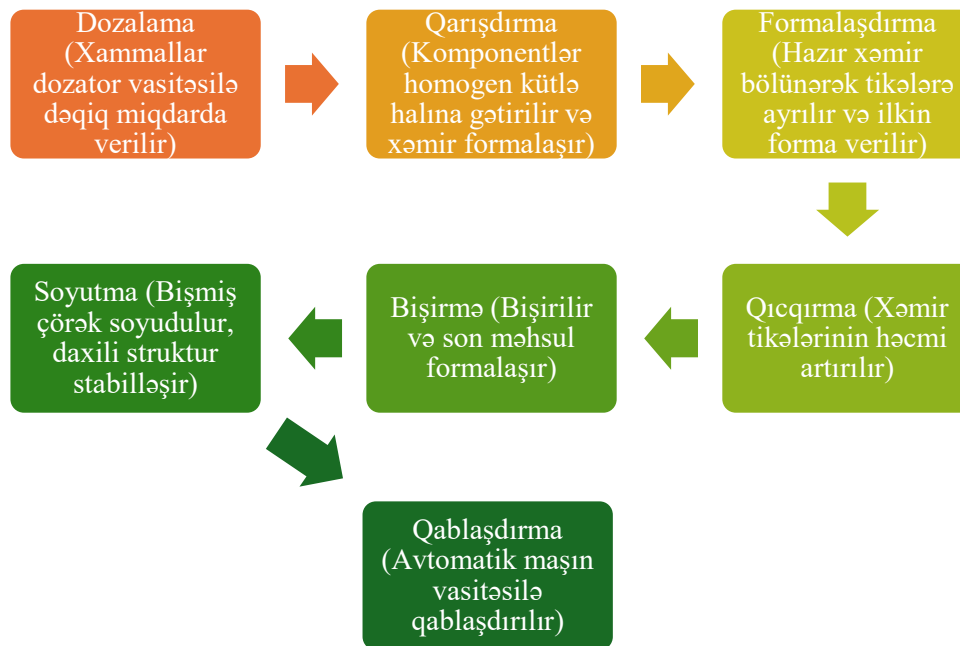 Dozalama
(Xammallar
dozator vasitəsilə
dəqiq miqdarda
verilir)
Qarışdırma
(Komponentlər
homogen kütlə
halına gətirilir və
xəmir formalaşır)
Formalaşdırma
(Hazır xəmir
bölünərək tikələrə
ayrılır və ilkin
forma verilir)
Qıcqırma (Xəmir
tikələrinin həcmi
artırılır)
Bişirmə (Bişirilir
və son məhsul
formalaşır)
Soyutma (Bişmiş
çörək soyudulur,
daxili struktur
stabilləşir)
Qablaşdırma
(Avtomatik maşın
vasitəsilə
qablaşdırılır)